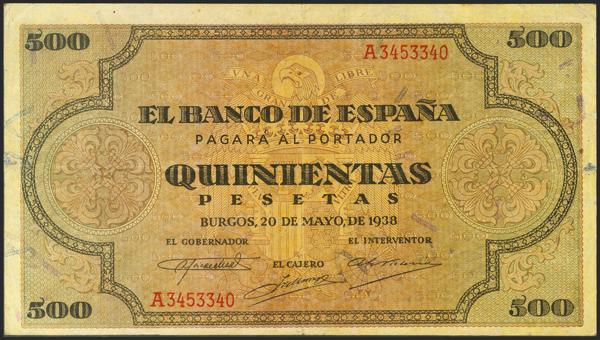 500
500
A3453340
UNA LIBRE
GRANDE
EL BANCO DE ESPAÑA
PAGARÁ AL PORTADOR
QUINIENTAS
PESETAS
BURGOS, 20 DE MAYO, DE 1938
EL GOBERNADOR
EL INTERVENTOR
EL CAJERO
A3453340
500
500